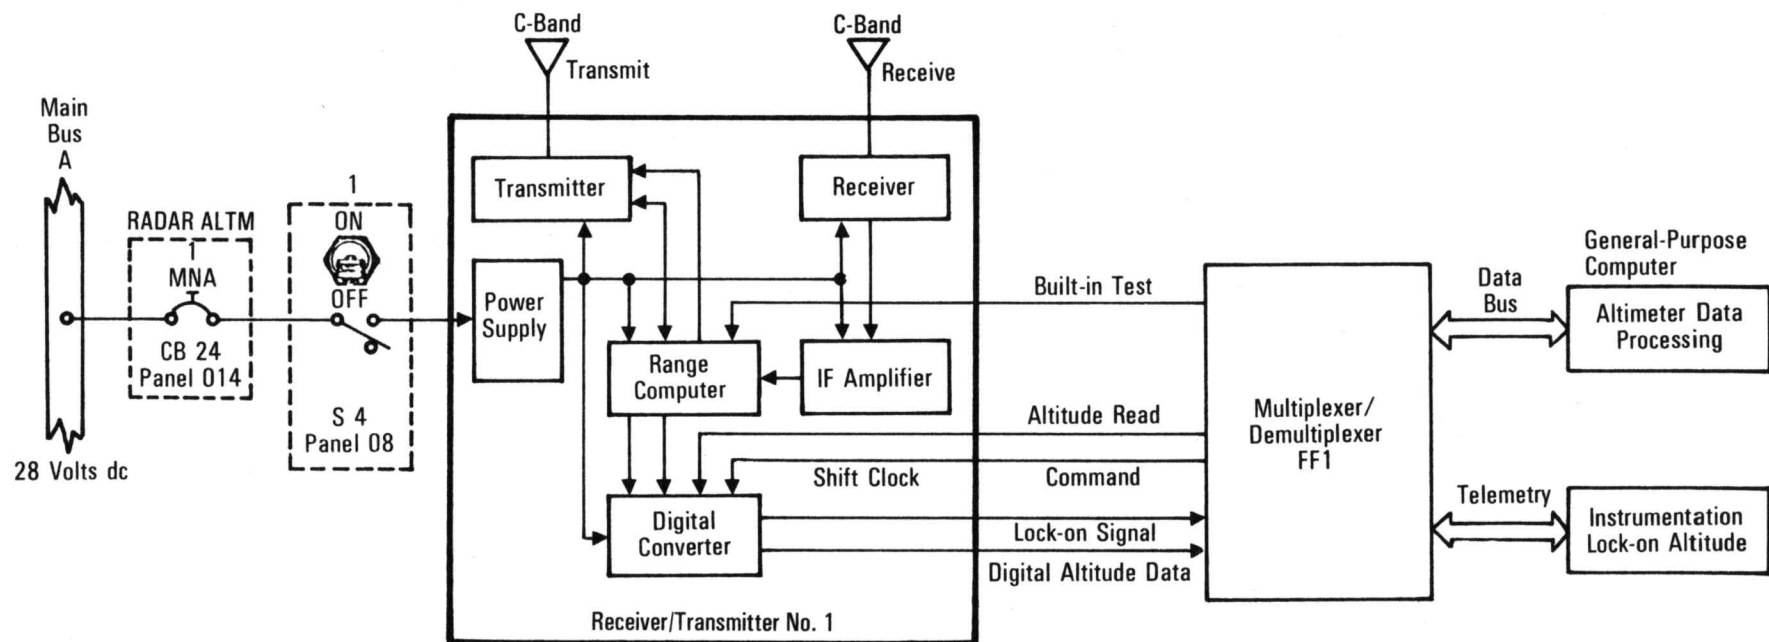 C-Band
Transmit
C-Band
Receive
Main
Bus
A
28 Volts dc
RADAR ALTM
1
MNA
CB 24
Panel O14
1
ON
OFF
S 4
Panel O8
Transmitter
Receiver
Power
Supply
Range
Computer
IF Amplifier
Digital
Converter
Receiver/Transmitter No. 1
Built-in Test
Altitude Read
Shift Clock
Command
Lock-on Signal
Digital Altitude Data
Multiplexer/
Demultiplexer
FF1
Data
Bus
General-Purpose
Computer
Altimeter Data
Processing
Telemetry
Instrumentation
Lock-on Altitude